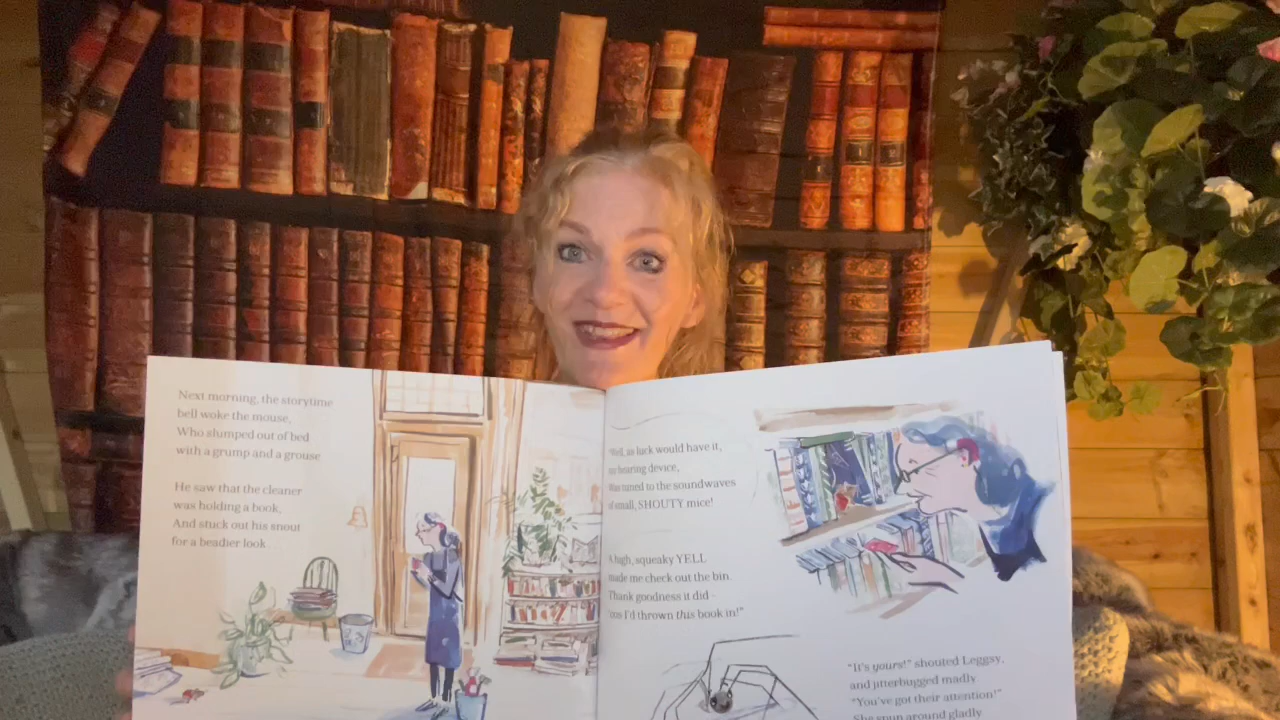 Next morning, the storytime
bell woke the mouse,
Who slumped out of bed
with a grump and a grouse
He saw that the cleaner
was holding a book,
And stuck out his snout
for a beadier look.
Well, as luck would have it,
hearing device,
Was tuned to the soundwaves
of small, SHOUTY mice!
A high, squeaky YELL
made me check out the bin.
Thank goodness it did –
'cos I'd thrown this book in!"
"It's yours!" shouted Leggsy,
and jitterbugged madly
"You've got their attention!"
She spun around gladly